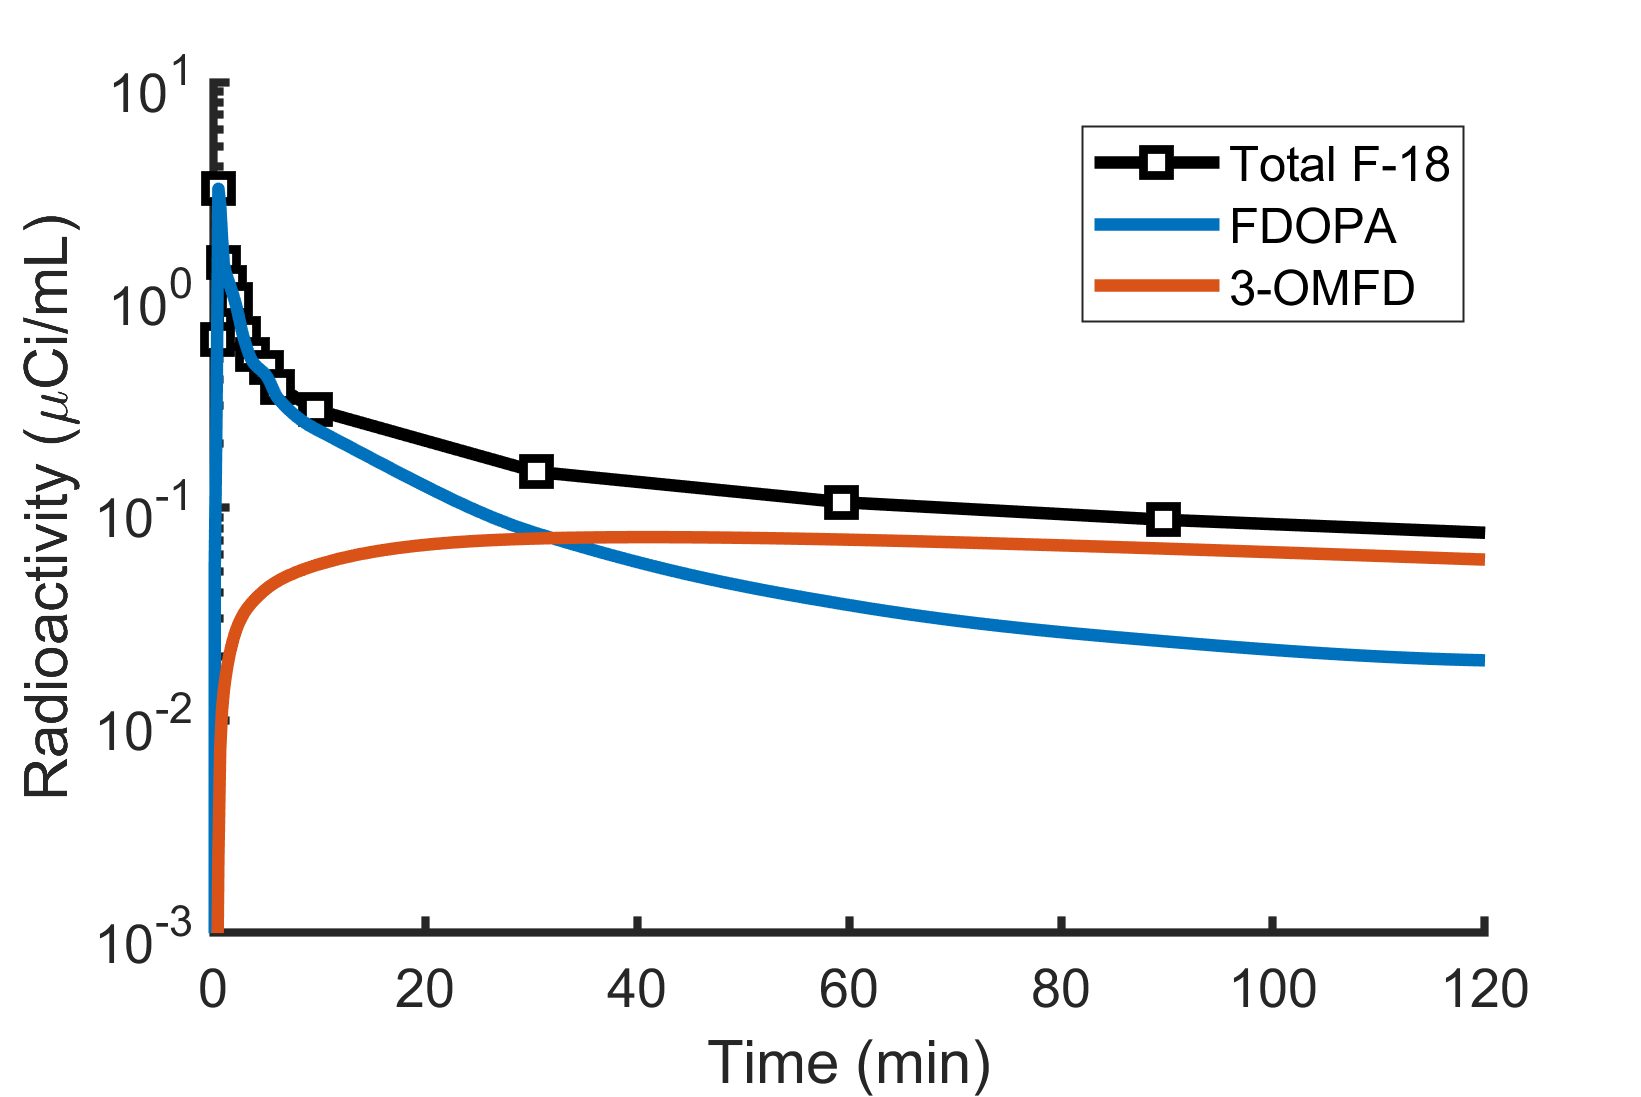 Radioactivity (μCi/mL)
10^1
10^0
10^-1
10^-2
10^-3
Total F-18
FDOPA
3-OMFD
0 20 40 60 80 100 120
Time (min)